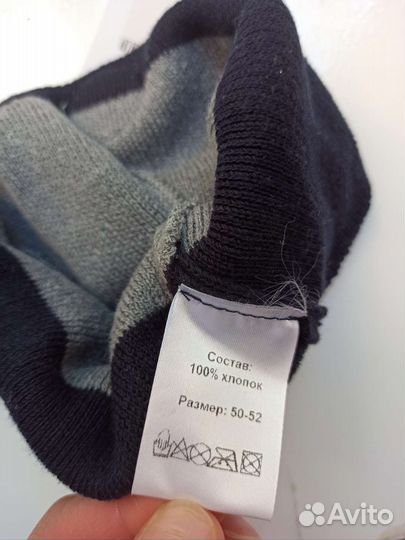 Состав:
100% хлопок
Размер: 50-52
Avito